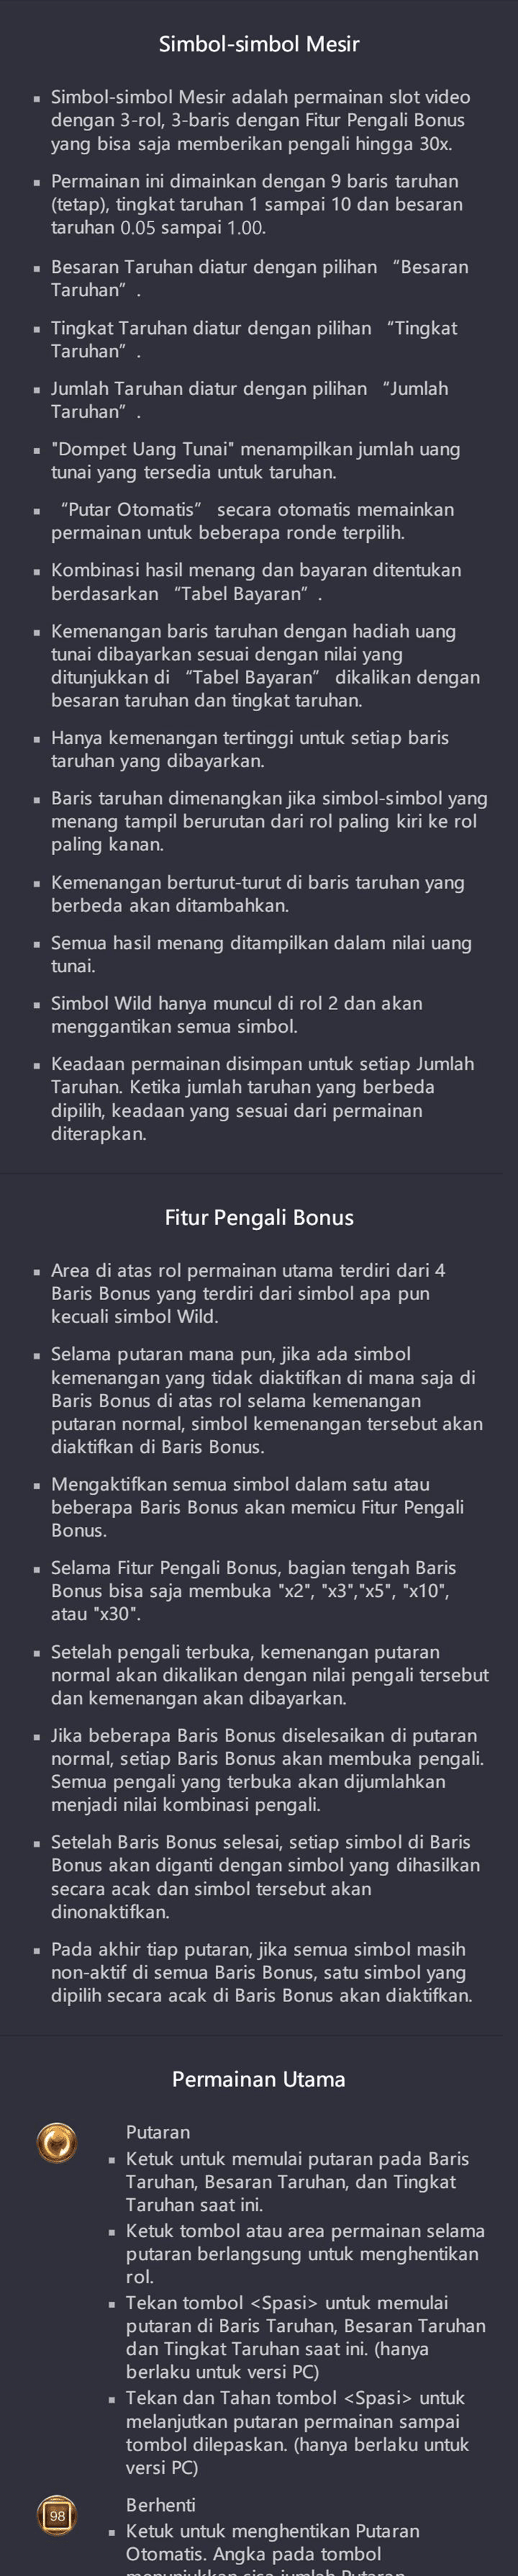 Simbol-simbol Mesir
▪ Simbol-simbol Mesir adalah permainan slot video
dengan 3-rol, 3-baris dengan Fitur Pengali Bonus
yang bisa saja memberikan pengali hingga 30x.
▪ Permainan ini dimainkan dengan 9 baris taruhan
(tetap), tingkat taruhan 1 sampai 10 dan besaran
taruhan 0.05 sampai 1.00.
▪ Besaran Taruhan diatur dengan pilihan “Besaran
Taruhan” .
▪ Tingkat Taruhan diatur dengan pilihan “Tingkat
Taruhan” .
▪ Jumlah Taruhan diatur dengan pilihan “Jumlah
Taruhan” .
▪ "Dompet Uang Tunai" menampilkan jumlah uang
tunai yang tersedia untuk taruhan.
▪ “Putar Otomatis” secara otomatis memainkan
permainan untuk beberapa ronde terpilih.
▪ Kombinasi hasil menang dan bayaran ditentukan
berdasarkan “Tabel Bayaran” .
▪ Kemenangan baris taruhan dengan hadiah uang
tunai dibayarkan sesuai dengan nilai yang
ditunjukkan di “Tabel Bayaran” dikalikan dengan
besaran taruhan dan tingkat taruhan.
▪ Hanya kemenangan tertinggi untuk setiap baris
taruhan yang dibayarkan.
▪ Baris taruhan dimenangkan jika simbol-simbol yang
menang tampil berurutan dari rol paling kiri ke rol
paling kanan.
▪ Kemenangan berturut-turut di baris taruhan yang
berbeda akan ditambahkan.
▪ Semua hasil menang ditampilkan dalam nilai uang
tunai.
▪ Simbol Wild hanya muncul di rol 2 dan akan
menggantikan semua simbol.
▪ Keadaan permainan disimpan untuk setiap Jumlah
Taruhan. Ketika jumlah taruhan yang berbeda
dipilih, keadaan yang sesuai dari permainan
diterapkan.
Fitur Pengali Bonus
▪ Area di atas rol permainan utama terdiri dari 4
Baris Bonus yang terdiri dari simbol apa pun
kecuali simbol Wild.
▪ Selama putaran mana pun, jika ada simbol
kemenangan yang tidak diaktifkan di mana saja di
Baris Bonus di atas rol selama kemenangan
putaran normal, simbol kemenangan tersebut akan
diaktifkan di Baris Bonus.
▪ Mengaktifkan semua simbol dalam satu atau
beberapa Baris Bonus akan memicu Fitur Pengali
Bonus.
▪ Selama Fitur Pengali Bonus, bagian tengah Baris
Bonus bisa saja membuka "x2", "x3","x5", "x10",
atau "x30".
▪ Setelah pengali terbuka, kemenangan putaran
normal akan dikalikan dengan nilai pengali tersebut
dan kemenangan akan dibayarkan.
▪ Jika beberapa Baris Bonus diselesaikan di putaran
normal, setiap Baris Bonus akan membuka pengali.
Semua pengali yang terbuka akan dijumlahkan
menjadi nilai kombinasi pengali.
▪ Setelah Baris Bonus selesai, setiap simbol di Baris
Bonus akan diganti dengan simbol yang dihasilkan
secara acak dan simbol tersebut akan
dinonaktifkan.
▪ Pada akhir tiap putaran, jika semua simbol masih
non-aktif di semua Baris Bonus, satu simbol yang
dipilih secara acak di Baris Bonus akan diaktifkan.
Permainan Utama
Putaran
▪ Ketuk untuk memulai putaran pada Baris
Taruhan, Besaran Taruhan, dan Tingkat
Taruhan saat ini.
▪ Ketuk tombol atau area permainan selama
putaran berlangsung untuk menghentikan
rol.
▪ Tekan tombol <Spasi> untuk memulai
putaran di Baris Taruhan, Besaran Taruhan
dan Tingkat Taruhan saat ini. (hanya
berlaku untuk versi PC)
▪ Tekan dan Tahan tombol <Spasi> untuk
melanjutkan putaran permainan sampai
tombol dilepaskan. (hanya berlaku untuk
versi PC)
98
Berhenti
▪ Ketuk untuk menghentikan Putaran
Otomatis. Angka pada tombol
menunjukkan sisa jumlah Putaran